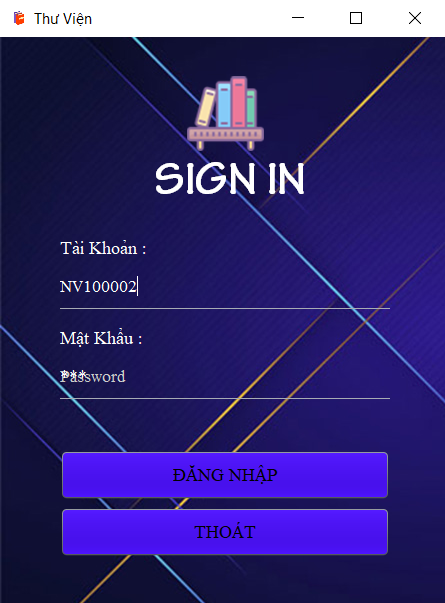 Thư Viện
SIGN IN
Tài Khoản :
NV100002
Mật Khẩu :
Password
***
ĐĂNG NHẬP
THOÁT